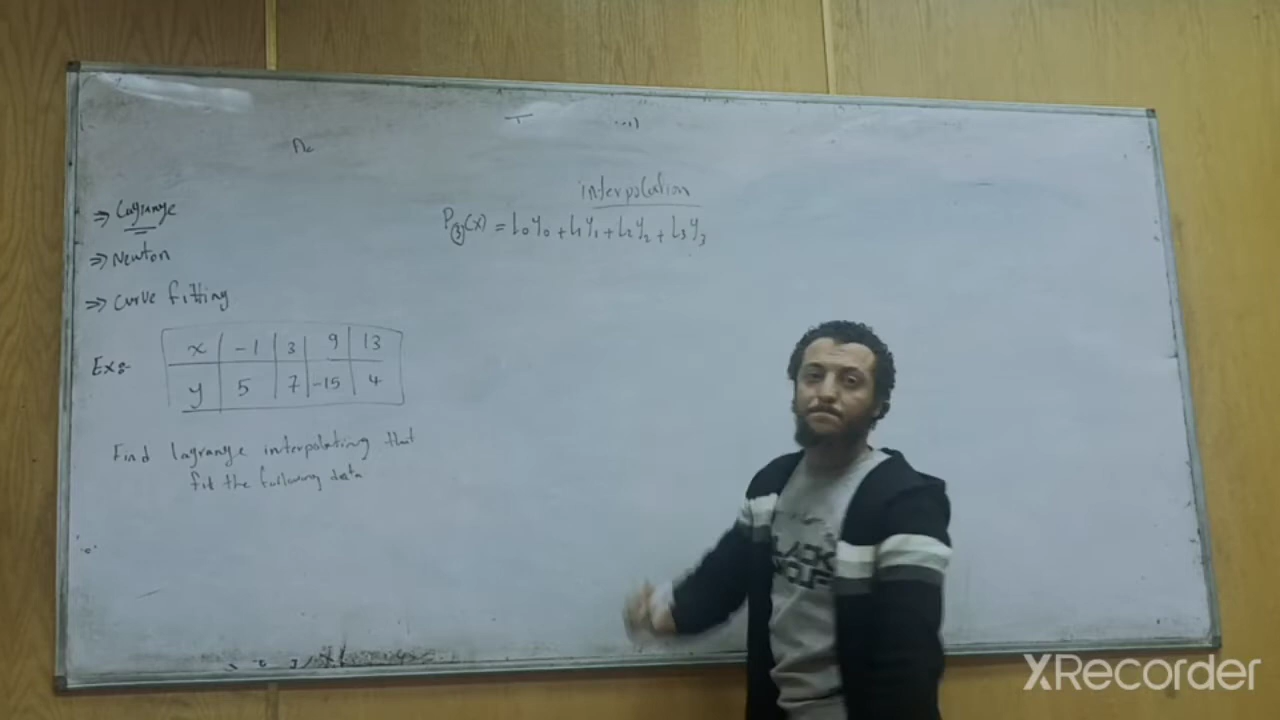 interpolation
⇒ Lagrange
P₃(x) = L₀y₀ + L₁y₁ + L₂y₂ + L₃y₃
⇒ Newton
⇒ Curve fitting
Ex:-
x | -1 | 3 | 9 | 13
y | 5 | 7 | -15 | 4
Find lagrange interpolating that
fit the following data
BLACK
XRecorder